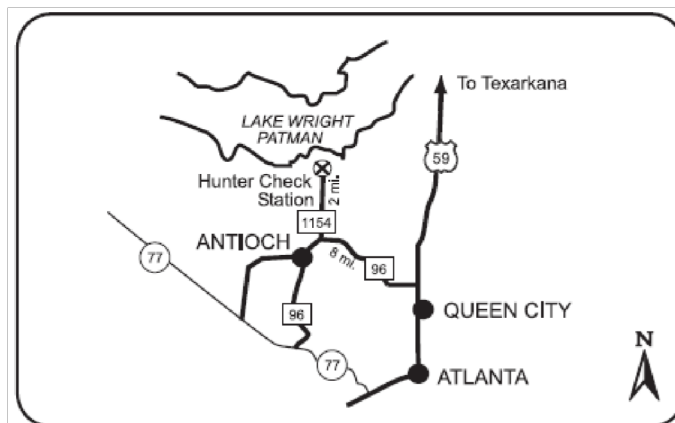 To Texarkana
LAKE WRIGHT
PATMAN
59
Hunter Check
Station
2 mi.
1154
ANTIOCH
77
8 mi.
96
96
QUEEN CITY
N
77
ATLANTA